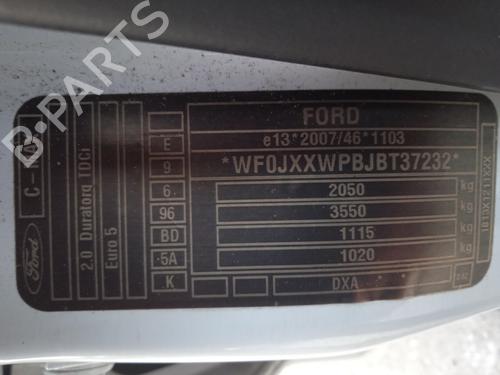 FORD
e13*2007/46*1103
*WF0JXXWPBJBT37232*
2050 kg
3550 kg
1115 kg
1020 kg
DXA
E
9
6
96
BD
5A
K
2.0 Duratorq TDCi
Euro 5
Ford